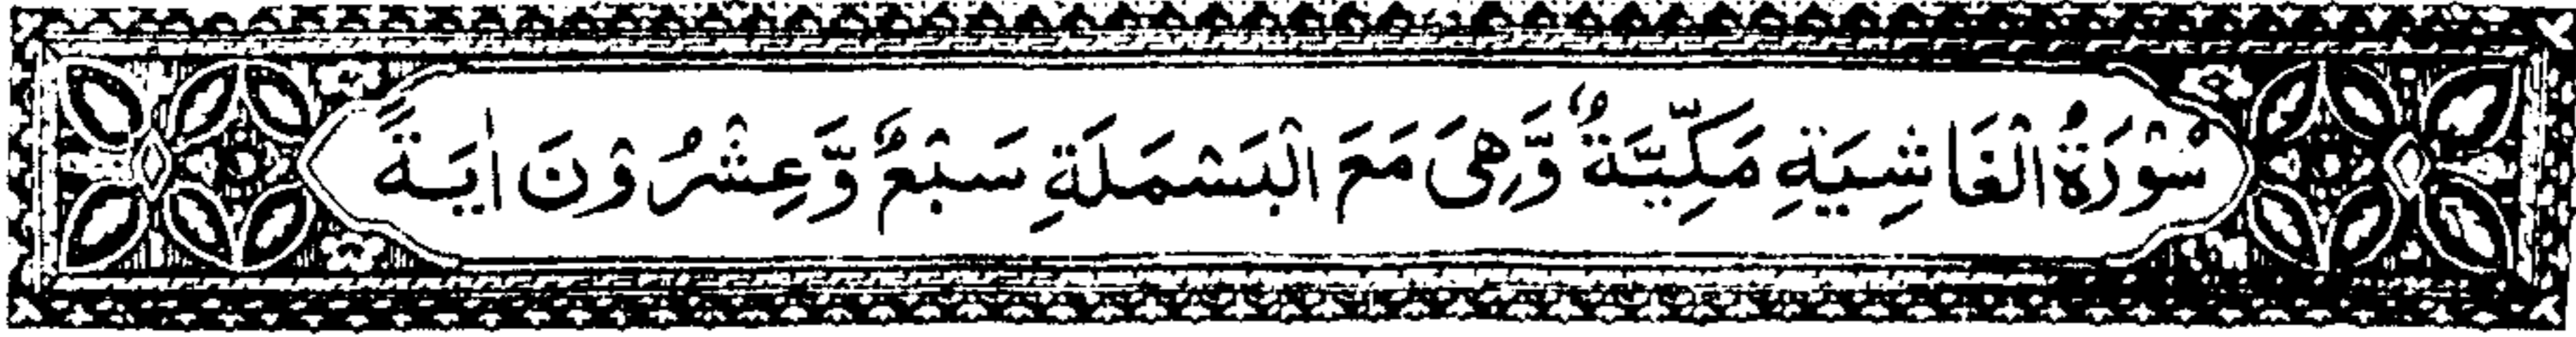 سُوْرَةُ الْغَاشِيَةِ مَكِّيَّةٌ وَّهِىَ مَعَ الْبَسْمَلَةِ سَبْعٌ وَّعِشْرُوْنَ اٰيَةً